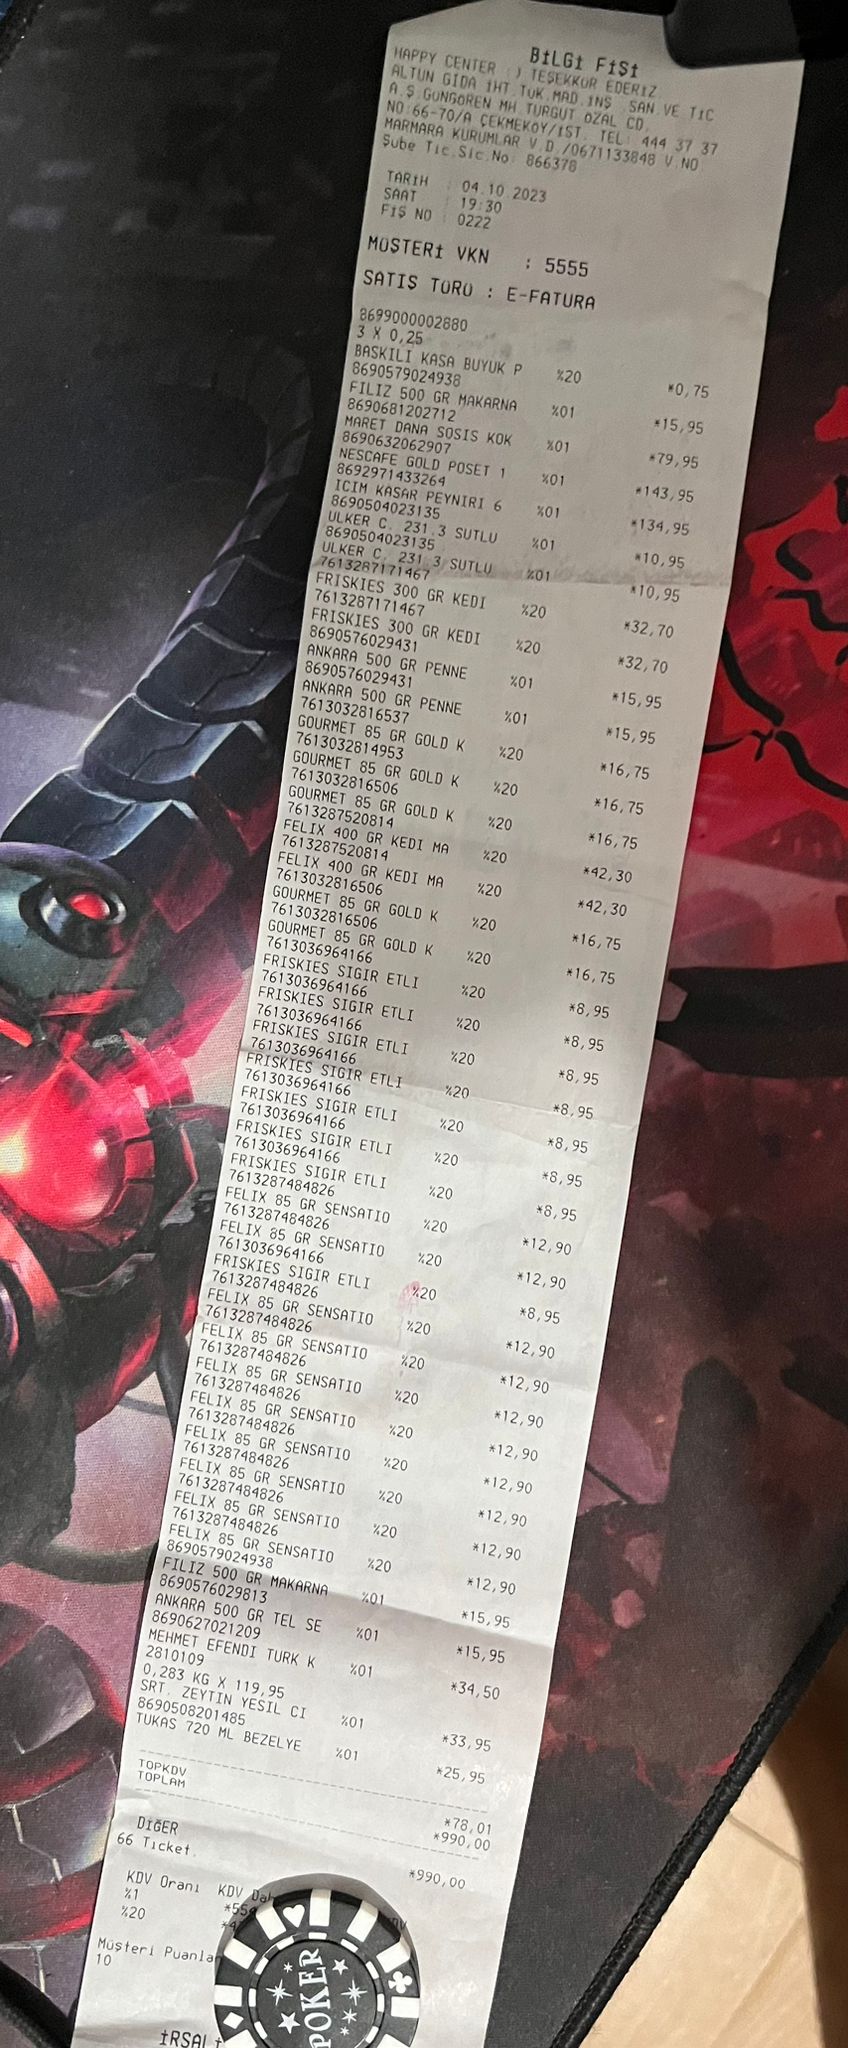 BİLGİ FİŞİ
HAPPY CENTER :) TEŞEKKÜR EDERİZ
ALTUN GIDA İHT.TÜK.MAD.İNŞ. SAN.VE TİC
A.Ş.GÜNGÖREN MH.TURGUT ÖZAL CD.
NO:66-70/A ÇEKMEKÖY/İST. TEL: 444 37 37
MARMARA KURUMLAR V.D./0671133848 V.NO
Şube Tic.Sic.No: 866378
TARİH : 04.10.2023
SAAT : 19:30
FİŞ NO : 0222
MÜŞTERİ VKN : 5555
SATIŞ TÜRÜ : E-FATURA
8699000002880
3 X 0,25
BASKILI KASA BUYUK P %20 *0,75
8690579024938
FILIZ 500 GR MAKARNA %01 *15,95
8690681202712
MARET DANA SOSIS KOK %01 *79,95
8690632062907
NESCAFE GOLD POSET 1 %01 *143,95
8692971433264
ICIM KASAR PEYNIRI 6 %01 *134,95
8690504023135
ULKER C. 231.3 SUTLU %01 *10,95
8690504023135
ULKER C. 231.3 SUTLU %01 *10,95
7613287171467
FRISKIES 300 GR KEDI %20 *32,70
7613287171467
FRISKIES 300 GR KEDI %20 *32,70
8690576029431
ANKARA 500 GR PENNE %01 *15,95
8690576029431
ANKARA 500 GR PENNE %01 *15,95
7613032816537
GOURMET 85 GR GOLD K %20 *16,75
7613032814953
GOURMET 85 GR GOLD K %20 *16,75
7613032816506
GOURMET 85 GR GOLD K %20 *16,75
7613287520814
FELIX 400 GR KEDI MA %20 *42,30
7613287520814
FELIX 400 GR KEDI MA %20 *42,30
7613032816506
GOURMET 85 GR GOLD K %20 *16,75
7613032816506
GOURMET 85 GR GOLD K %20 *16,75
7613036964166
FRISKIES SIGIR ETLI %20 *8,95
7613036964166
FRISKIES SIGIR ETLI %20 *8,95
7613036964166
FRISKIES SIGIR ETLI %20 *8,95
7613036964166
FRISKIES SIGIR ETLI %20 *8,95
7613036964166
FRISKIES SIGIR ETLI %20 *8,95
7613036964166
FRISKIES SIGIR ETLI %20 *8,95
7613036964166
FRISKIES SIGIR ETLI %20 *8,95
7613287484826
FELIX 85 GR SENSATIO %20 *12,90
7613287484826
FELIX 85 GR SENSATIO %20 *12,90
7613036964166
FRISKIES SIGIR ETLI %20 *8,95
7613287484826
FELIX 85 GR SENSATIO %20 *12,90
7613287484826
FELIX 85 GR SENSATIO %20 *12,90
7613287484826
FELIX 85 GR SENSATIO %20 *12,90
7613287484826
FELIX 85 GR SENSATIO %20 *12,90
7613287484826
FELIX 85 GR SENSATIO %20 *12,90
7613287484826
FELIX 85 GR SENSATIO %20 *12,90
7613287484826
FELIX 85 GR SENSATIO %20 *12,90
7613287484826
FELIX 85 GR SENSATIO %20 *12,90
8690579024938
FILIZ 500 GR MAKARNA %01 *15,95
8690576029813
ANKARA 500 GR TEL SE %01 *15,95
8690627021209
MEHMET EFENDI TURK K %01 *34,50
2810109
0,283 KG X 119,95
SRT. ZEYTIN YESIL CI %01 *33,95
8690508201485
TUKAS 720 ML BEZELYE %01 *25,95
TOPKDV *78,01
TOPLAM *990,00
DİĞER
66 Ticket *990,00
KDV Oranı KDV
%1
%20
Müşteri
10
POKER